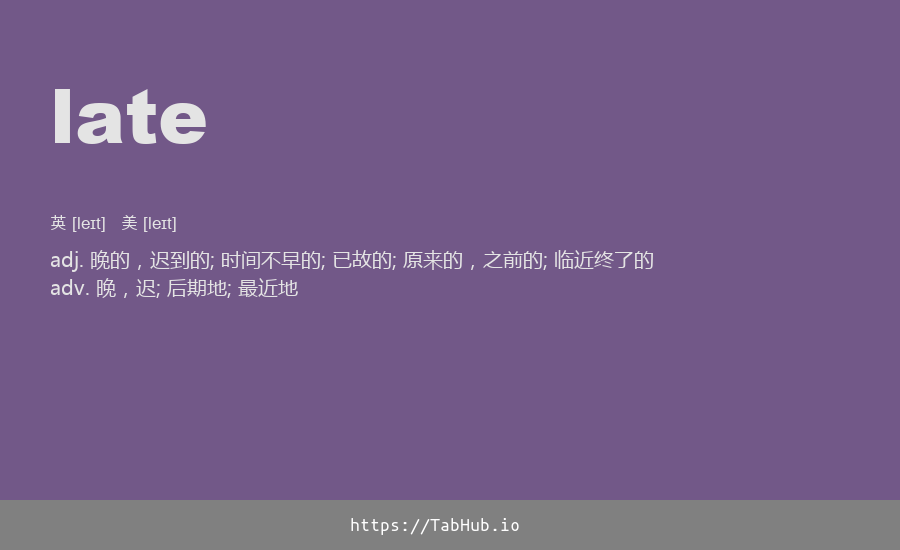 late
英 [leɪt] 美 [leɪt]
adj. 晚的，迟到的; 时间不早的; 已故的; 原来的，之前的; 临近终了的
adv. 晚，迟; 后期地; 最近地
https://TabHub.io